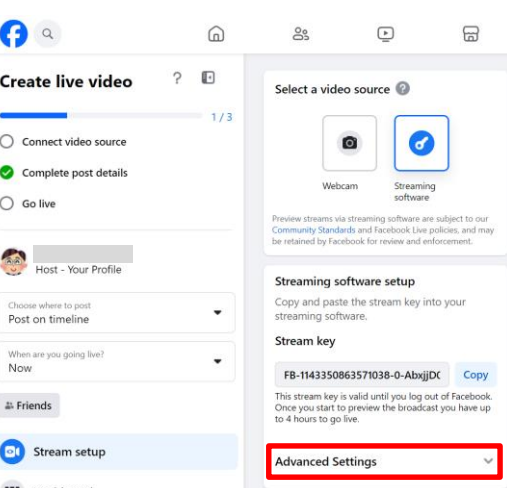 Create live video
1 / 3
Connect video source
Complete post details
Go live
Host - Your Profile
Choose where to post
Post on timeline
When are you going live?
Now
Friends
Stream setup
Select a video source
Webcam
Streaming
software
Preview streams via streaming software are subject to our
Community Standards and Facebook Live policies, and may
be retained by Facebook for review and enforcement.
Streaming software setup
Copy and paste the stream key into your
streaming software.
Stream key
FB-1143350863571038-0-AbxjjD(
Copy
This stream key is valid until you log out of Facebook.
Once you start to preview the broadcast you have up
to 4 hours to go live.
Advanced Settings